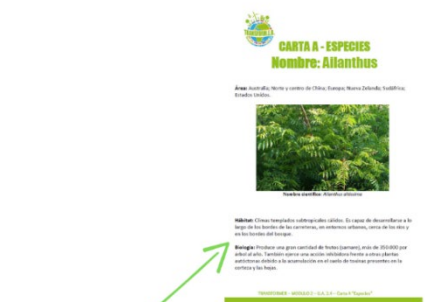 CARTA A - ESPECIES
Nombre: Ailanthus
Área: Australia; Norte y centro de China; Europa; Nueva Zelanda; Sudáfrica;
Estados Unidos.
Nombre científico: Ailanthus altissima
Hábitat: Climas templados subtropicales cálidos. Es capaz de desarrollarse a lo
largo de los bordes de las carreteras, en entornos urbanos, cerca de los ríos y
en los bordes del bosque.
Biología: Produce una gran cantidad de frutos (samaras), más de 350.000 por
árbol al año. También ejerce una acción inhibidora frente a otras plantas
autóctonas debido a la acumulación en el suelo de toxinas presentes en la
corteza y las hojas.